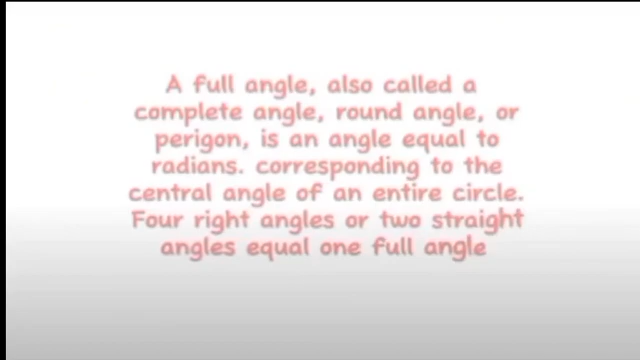 A full angle, also called a
complete angle, round angle, or
perigon, is an angle equal to
radians. corresponding to the
central angle of an entire circle.
Four right angles or two straight
angles equal one full angle